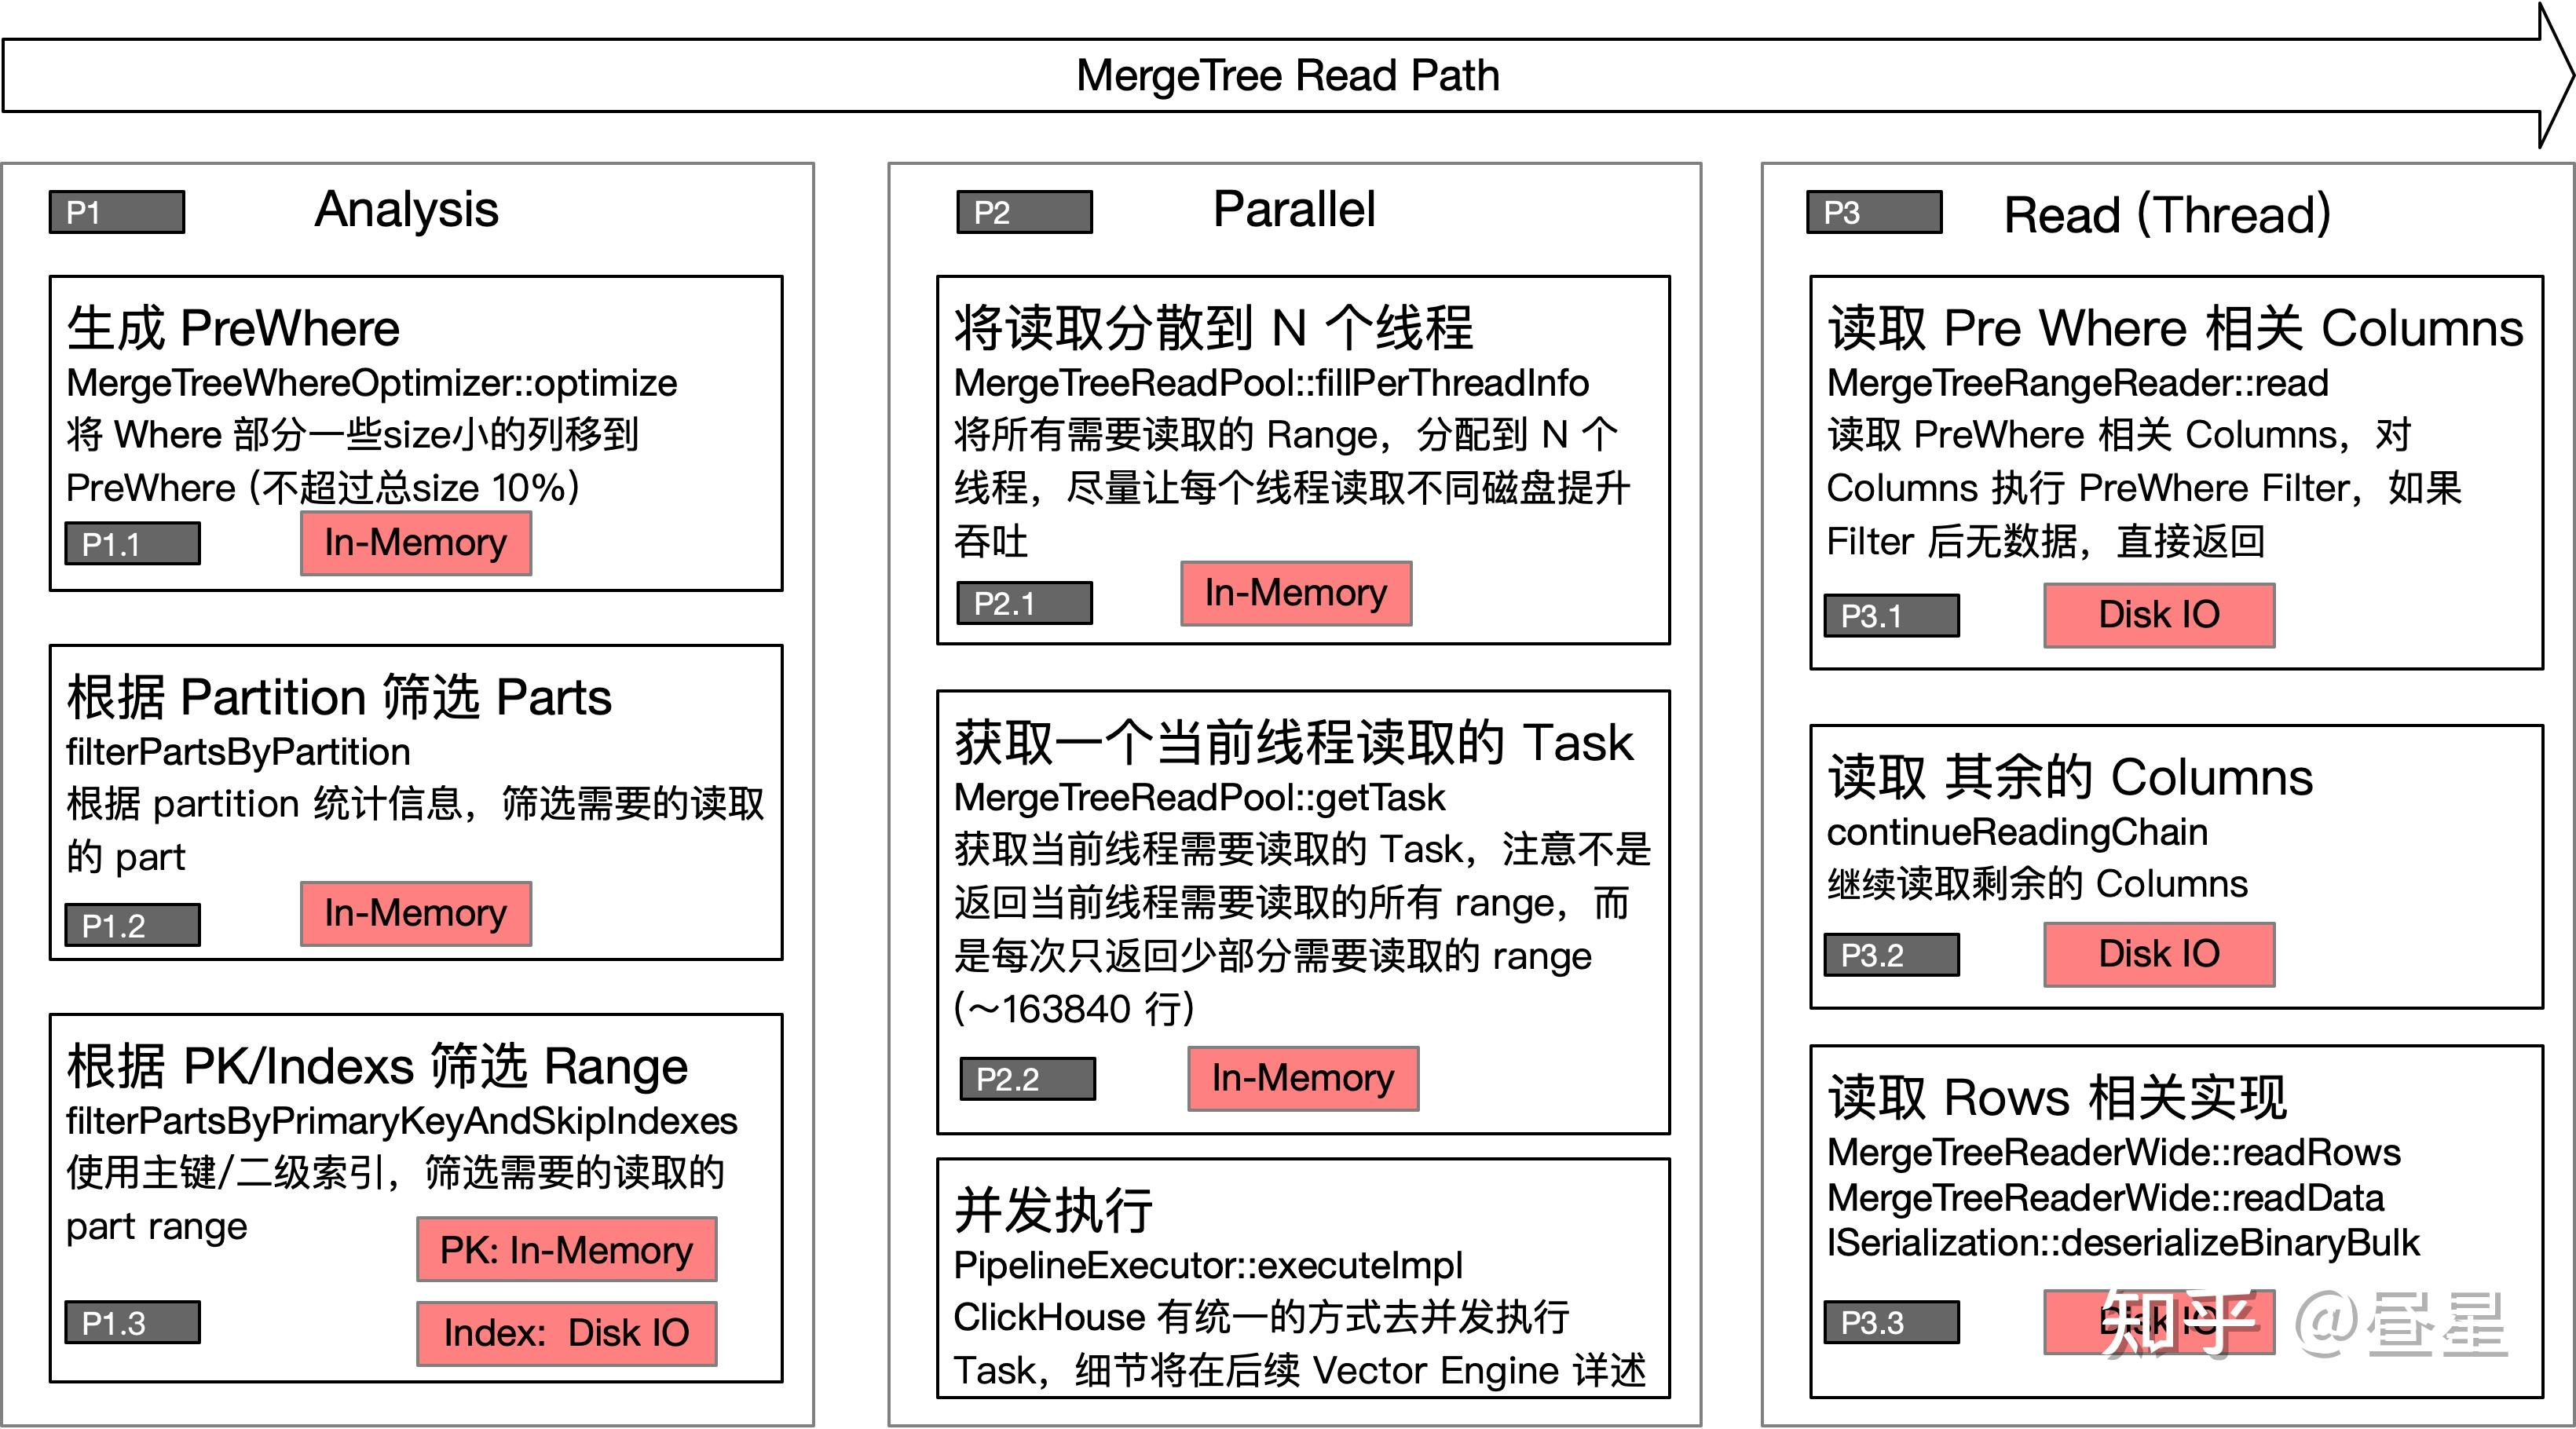 MergeTree Read Path
P1
Analysis
生成 PreWhere
MergeTreeWhereOptimizer::optimize
将 Where 部分一些size小的列移到
PreWhere (不超过总size 10%)
P1.1
In-Memory
根据 Partition 筛选 Parts
filterPartsByPartition
根据 partition 统计信息，筛选需要的读取
的 part
P1.2
In-Memory
根据 PK/Indexs 筛选 Range
filterPartsByPrimaryKeyAndSkipIndexes
使用主键/二级索引，筛选需要的读取的
part range
PK: In-Memory
P1.3
Index: Disk IO
P2
Parallel
将读取分散到 N 个线程
MergeTreeReadPool::fillPerThreadInfo
将所有需要读取的 Range，分配到 N 个
线程，尽量让每个线程读取不同磁盘提升
吞吐
P2.1
In-Memory
获取一个当前线程读取的 Task
MergeTreeReadPool::getTask
获取当前线程需要读取的 Task，注意不是
返回当前线程需要读取的所有 range，而
是每次只返回少部分需要读取的 range
(～163840 行)
P2.2
In-Memory
并发执行
PipelineExecutor::executeImpl
ClickHouse 有统一的方式去并发执行
Task，细节将在后续 Vector Engine 详述
P3
Read (Thread)
读取 Pre Where 相关 Columns
MergeTreeRangeReader::read
读取 PreWhere 相关 Columns，对
Columns 执行 PreWhere Filter，如果
Filter 后无数据，直接返回
P3.1
Disk IO
读取 其余的 Columns
continueReadingChain
继续读取剩余的 Columns
P3.2
Disk IO
读取 Rows 相关实现
MergeTreeReaderWide::readRows
MergeTreeReaderWide::readData
ISerialization::deserializeBinaryBulk
P3.3
Disk IO
知乎 @昼星